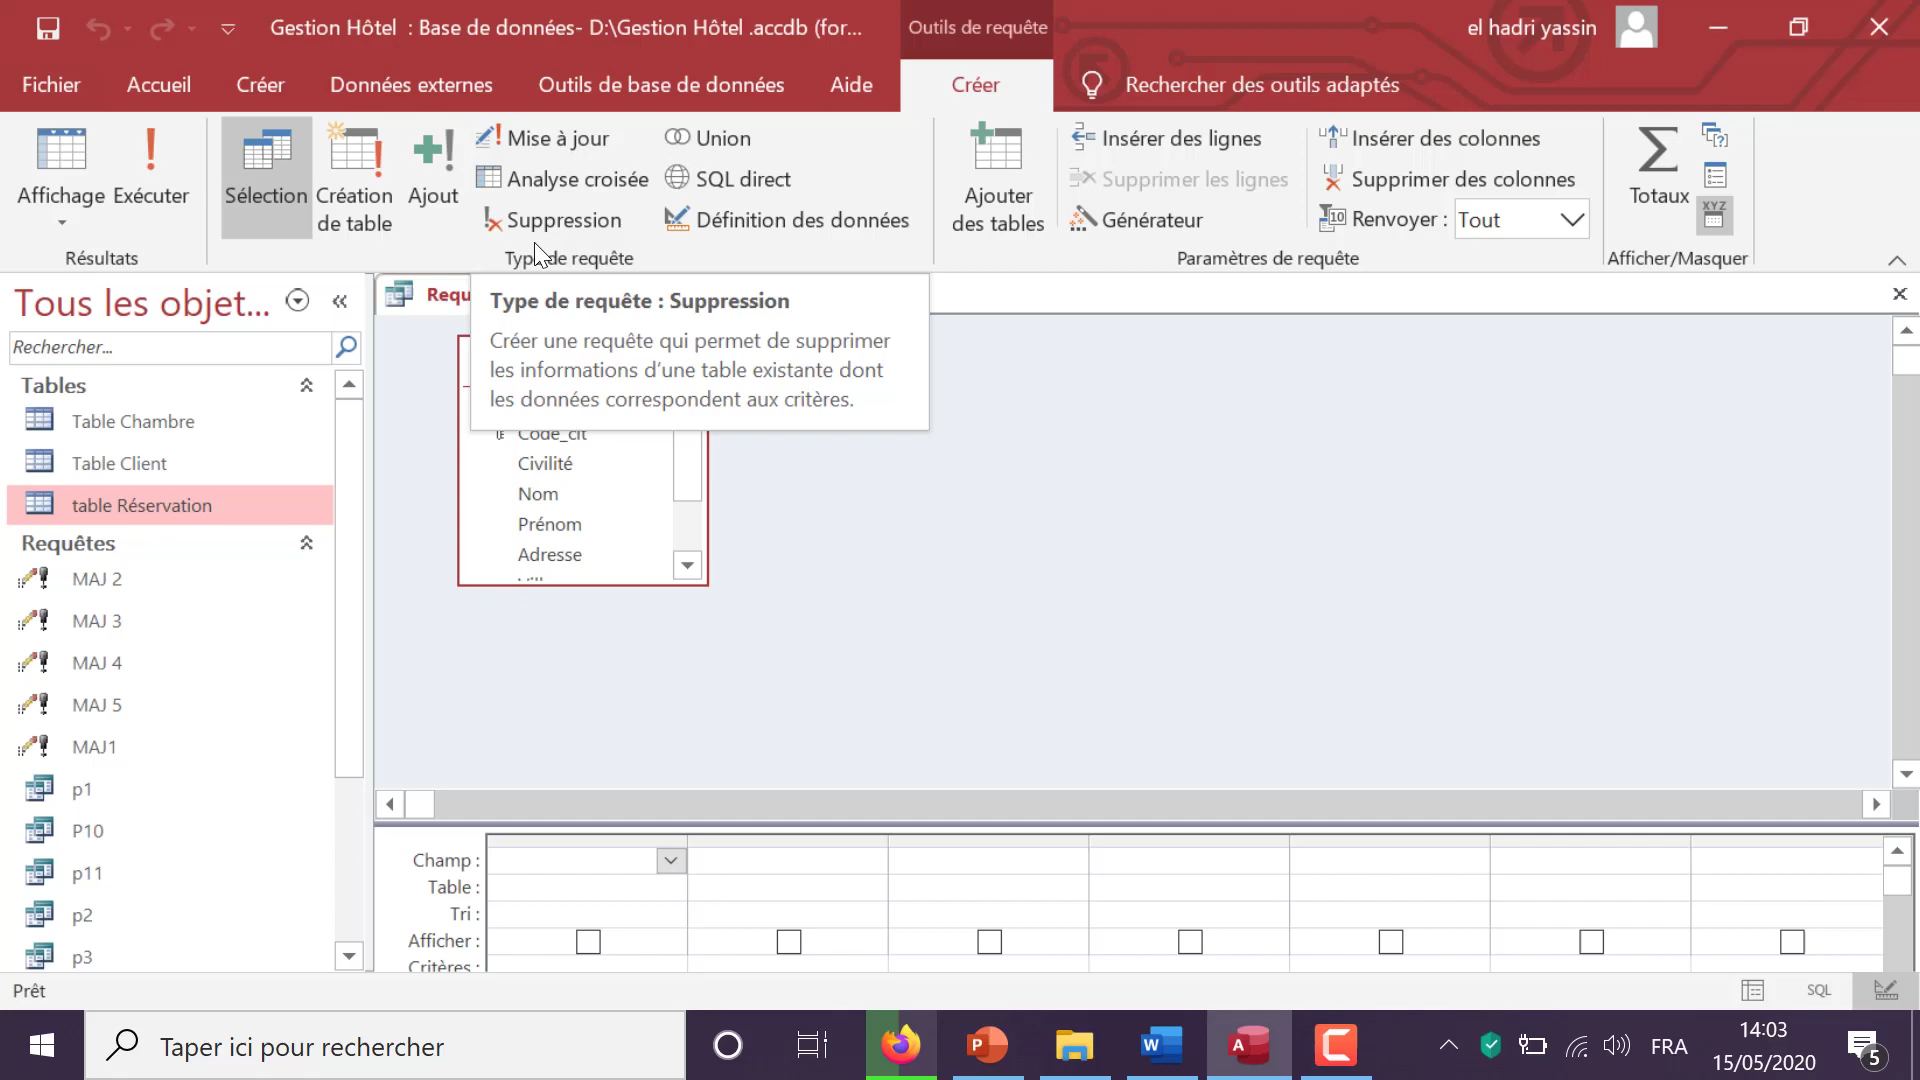 Gestion Hôtel : Base de données- D:\Gestion Hôtel .accdb (for...
Outils de requête
el hadri yassin
Fichier
Accueil
Créer
Données externes
Outils de base de données
Aide
Créer
Rechercher des outils adaptés
Affichage
Exécuter
Résultats
Sélection
Création
de table
Ajout
Mise à jour
Analyse croisée
Suppression
Union
SQL direct
Définition des données
Type de requête
Ajouter
des tables
Insérer des lignes
Supprimer les lignes
Générateur
Insérer des colonnes
Supprimer des colonnes
Renvoyer : Tout
Paramètres de requête
Totaux
XYZ
Afficher/Masquer
Tous les objet...
Rechercher...
Tables
Table Chambre
Table Client
table Réservation
Requêtes
MAJ 2
MAJ 3
MAJ 4
MAJ 5
MAJ1
p1
P10
p11
p2
p3
Requ
Type de requête : Suppression
Créer une requête qui permet de supprimer
les informations d’une table existante dont
les données correspondent aux critères.
Code_clt
Civilité
Nom
Prénom
Adresse
Champ :
Table :
Tri :
Afficher :
Critères :
Prêt
SQL
Taper ici pour rechercher
FRA
14:03
15/05/2020
5